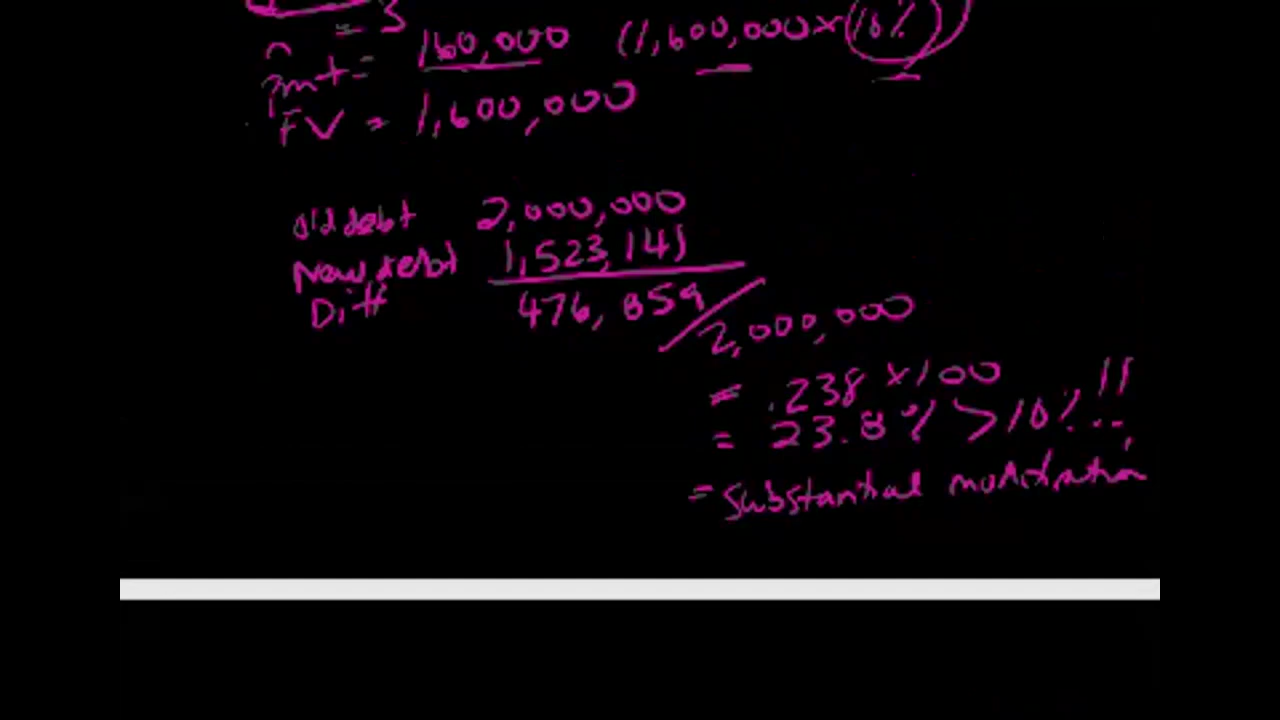 n = 3
pmt = 160,000 (1,600,000 x 10%)
FV = 1,600,000
Old debt 2,000,000
New debt 1,523,141
Diff 476,859 / 2,000,000
= .238 x 100
= 23.8% > 10% !!
= Substantial modification